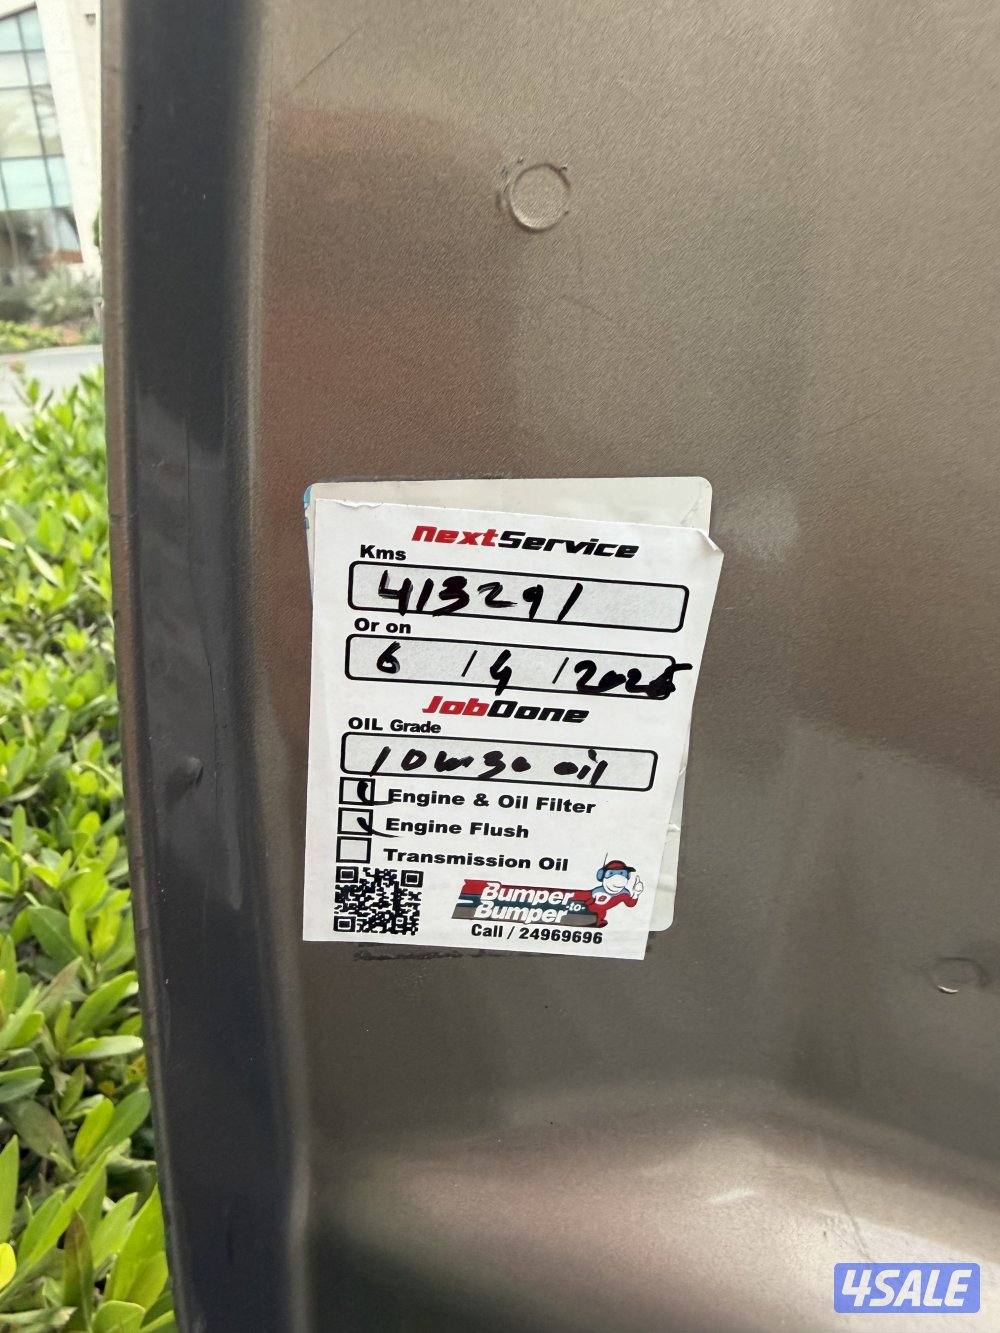 nextService
Kms
413291
Or on
6 / 4 /
JobDone
OIL Grade
10w30 oil
Engine & Oil Filter
Engine Flush
Transmission Oil
Bumper
-to-
Bumper
Call / 24969696
4SALE